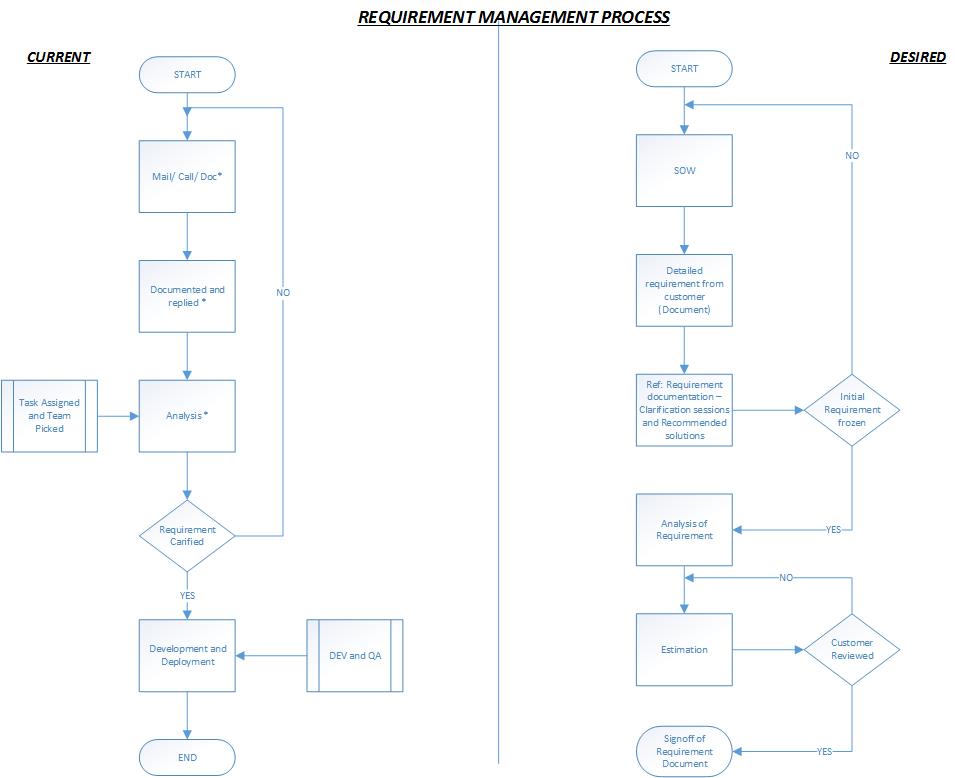 REQUIREMENT MANAGEMENT PROCESS
CURRENT
START
Mail/ Call/ Doc*
Documented and
replied *
NO
Task Assigned
and Team
Picked
Analysis *
Requirement
Carified
YES
Development and
Deployment
DEV and QA
END
DESIRED
START
NO
SOW
Detailed
requirement from
customer
(Document)
Ref: Requirement
documentation –
Clarification sessions
and Recommended
solutions
Initial
Requirement
frozen
Analysis of
Requirement
YES
NO
Estimation
Customer
Reviewed
Signoff of
Requirement
Document
YES